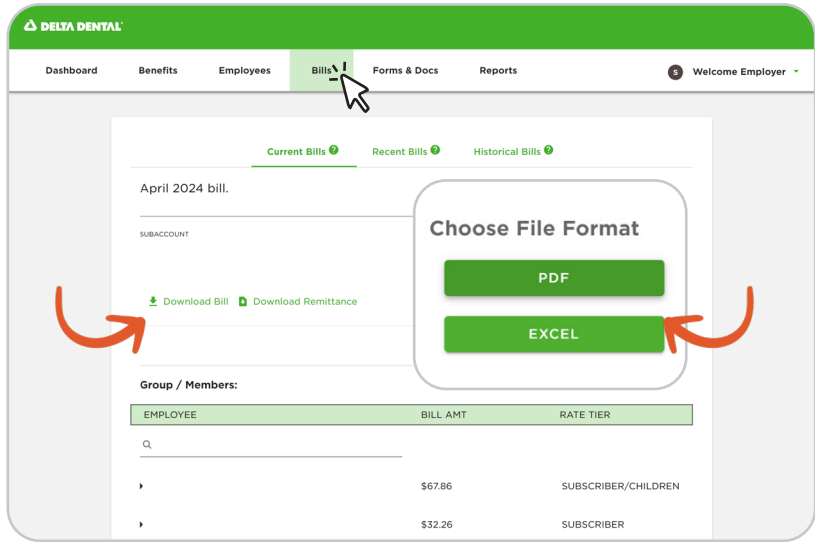 DELTA DENTAL
Dashboard Benefits Employees Bills Forms & Docs Reports S Welcome Employer
Current Bills ? Recent Bills ? Historical Bills ?
April 2024 bill.
SUBACCOUNT
Download Bill Download Remittance
Choose File Format
PDF
EXCEL
Group / Members:
EMPLOYEE BILL AMT RATE TIER
$67.86 SUBSCRIBER/CHILDREN
$32.26 SUBSCRIBER